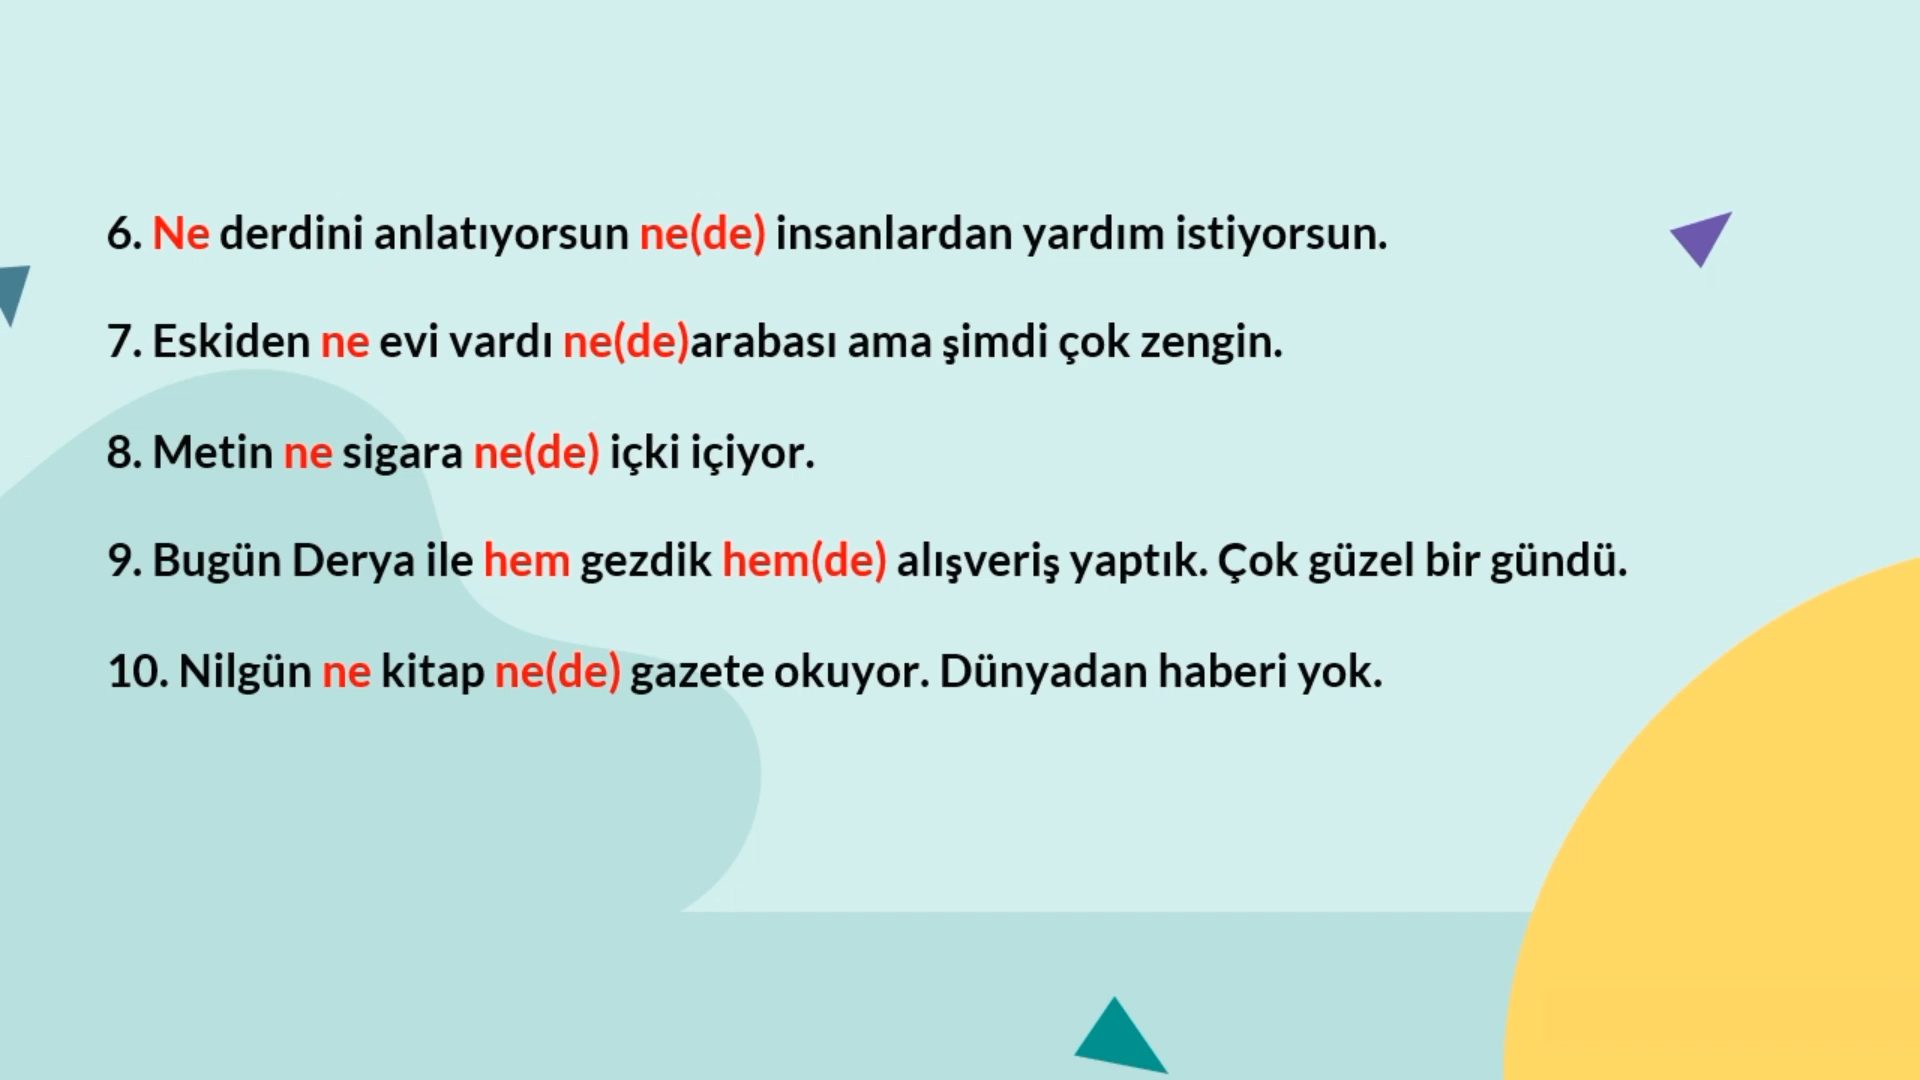 6. Ne derdini anlatıyorsun ne(de) insanlardan yardım istiyorsun.
7. Eskiden ne evi vardı ne(de)arabası ama şimdi çok zengin.
8. Metin ne sigara ne(de) içki içiyor.
9. Bugün Derya ile hem gezdik hem(de) alışveriş yaptık. Çok güzel bir gündü.
10. Nilgün ne kitap ne(de) gazete okuyor. Dünyadan haberi yok.